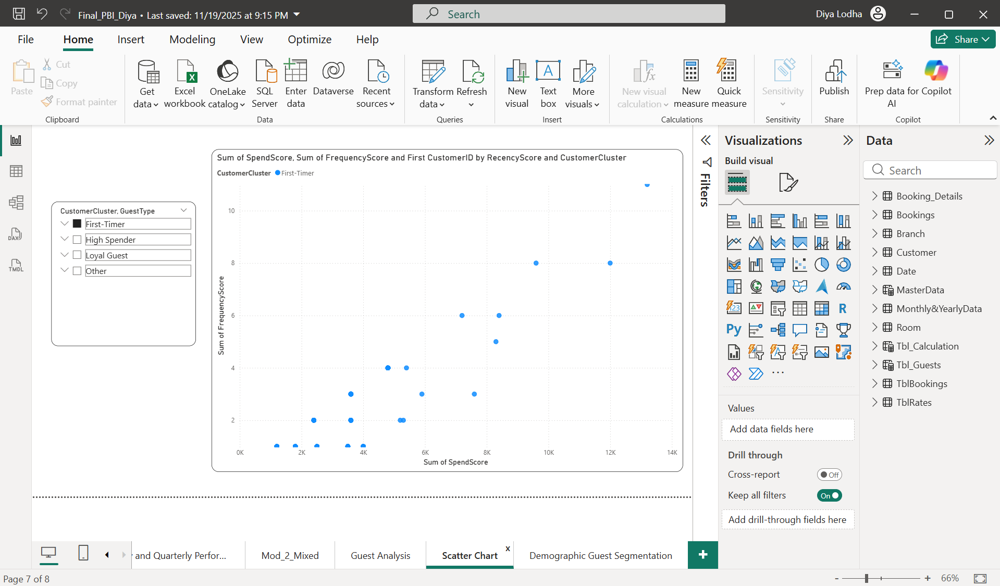 Final_PBI_Diya • Last saved: 11/19/2025 at 9:15 PM
Search
Diya Lodha
File
Home
Insert
Modeling
View
Optimize
Help
Share
Paste
Cut
Copy
Format painter
Clipboard
Get data
Excel workbook
OneLake catalog
SQL Server
Enter data
Dataverse
Recent sources
Data
Transform data
Refresh
Queries
New visual
Text box
More visuals
Insert
New visual calculation
New measure
Quick measure
Calculations
Sensitivity
Sensitivity
Publish
Share
Prep data for AI
Copilot
Copilot
DAX
TMDL
CustomerCluster, GuestType
First-Timer
High Spender
Loyal Guest
Other
Sum of SpendScore, Sum of FrequencyScore and First CustomerID by RecencyScore and CustomerCluster
CustomerCluster First-Timer
Sum of FrequencyScore
10
8
6
4
2
0K 2K 4K 6K 8K 10K 12K 14K
Sum of SpendScore
Filters
Visualizations
Build visual
123
R
Py
Values
Add data fields here
Drill through
Cross-report
Off
Keep all filters
On
Add drill-through fields here
Data
Search
Booking_Details
Bookings
Branch
Customer
Date
MasterData
Monthly&YearlyData
Room
Tbl_Calculation
Tbl_Guests
TblBookings
TblRates
and Quarterly Perfor...
Mod_2_Mixed
Guest Analysis
Scatter Chart
x
Demographic Guest Segmentation
+
Page 7 of 8
- + 66%